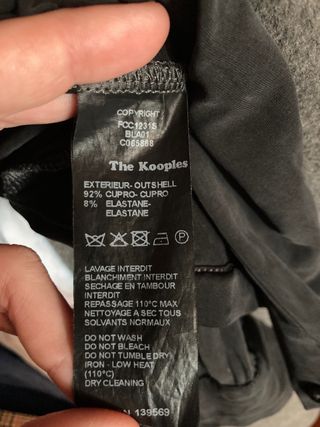 COPYRIGHT
FCC1231S
BLA01
C065888
The Kooples
EXTERIEUR-OUTSHELL
92% CUPRO-CUPRO
8% ELASTANE-
ELASTANE
P
LAVAGE INTERDIT
BLANCHIMENT INTERDIT
SECHAGE EN TAMBOUR
INTERDIT
REPASSAGE 110°C MAX
NETTOYAGE A SEC TOUS
SOLVANTS NORMAUX
DO NOT WASH
DO NOT BLEACH
DO NOT TUMBLE DRY
IRON - LOW HEAT
(110°C)
DRY CLEANING
139569